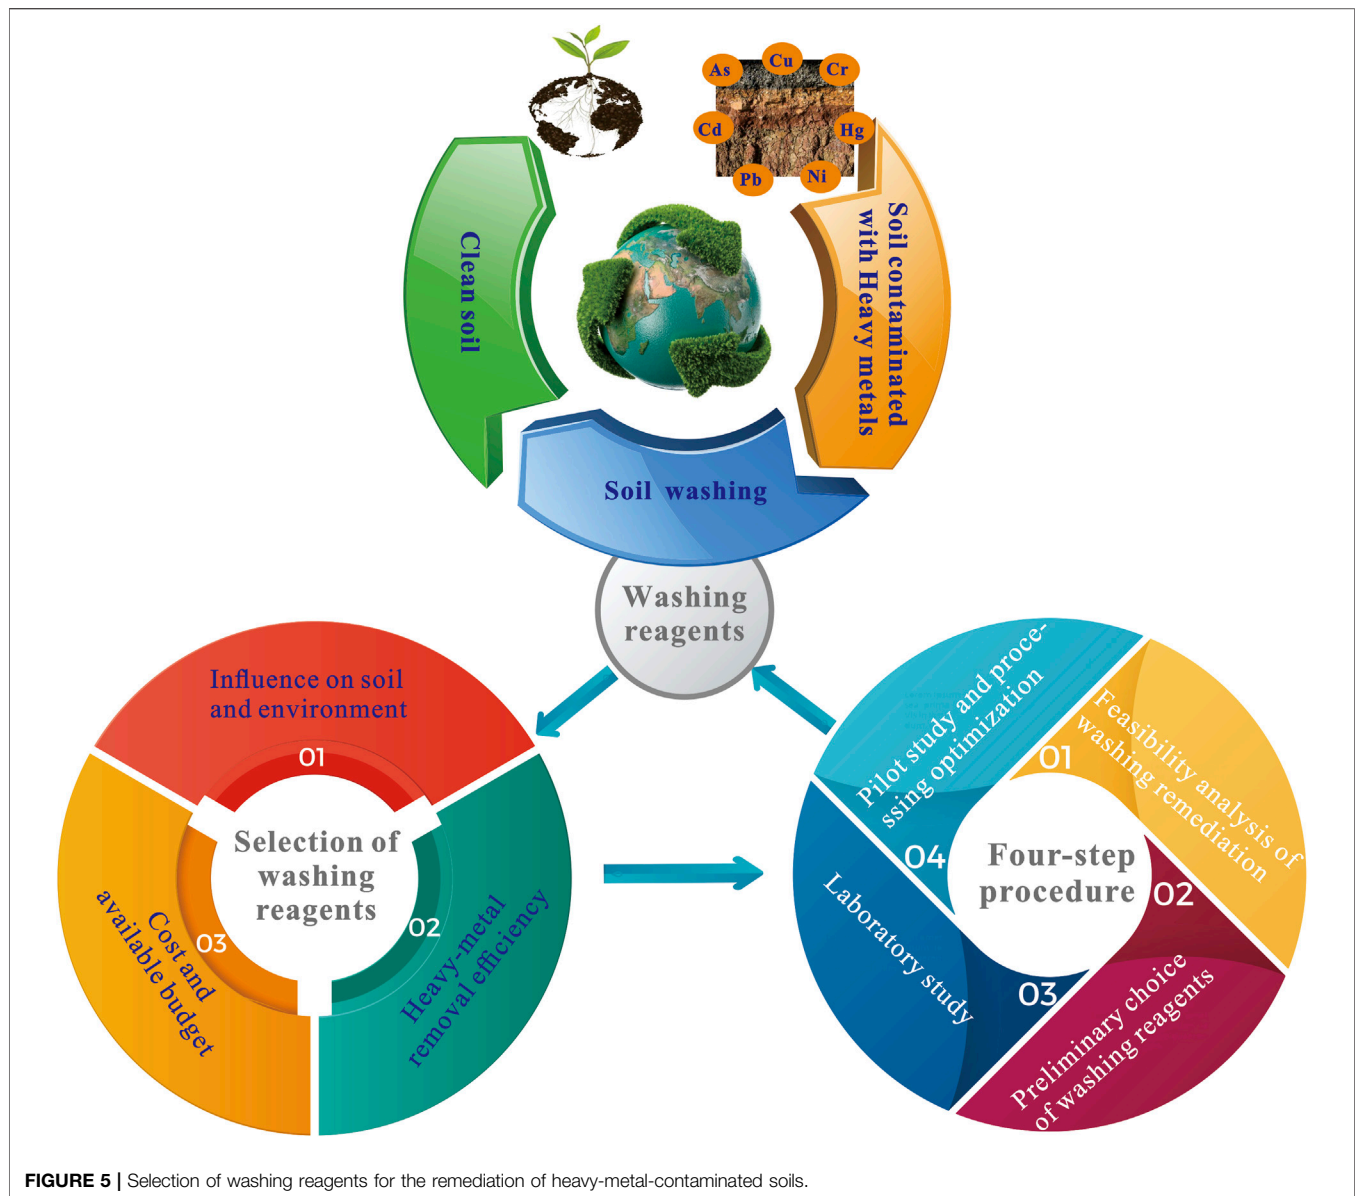 As
Cu
Cr
Cd
Hg
Pb
Ni
Clean soil
Soil contaminated
with Heavy metals
Soil washing
Washing
reagents
Influence on soil
and environment
01
Selection of
washing
reagents
02
Heavy-metal
removal efficiency
03
Cost and
available budget
Four-step
procedure
01
Feasibility analysis of
washing remediation
02
Preliminary choice
of washing reagents
03
Laboratory study
04
Pilot study and proce-
ssing optimization
FIGURE 5 | Selection of washing reagents for the remediation of heavy-metal-contaminated soils.